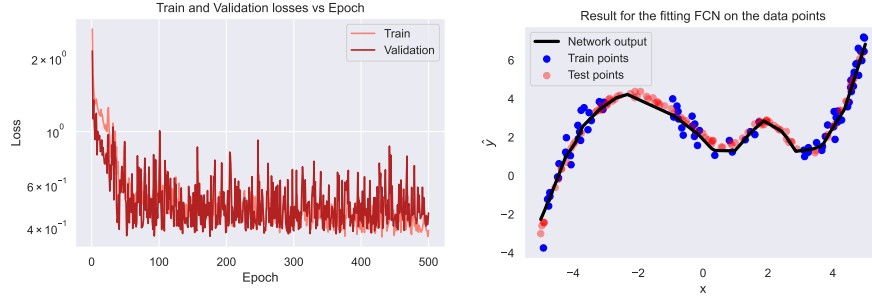 Train and Validation losses vs Epoch
Train
Validation
2 × 10⁰
10⁰
6 × 10⁻¹
4 × 10⁻¹
Loss
0 100 200 300 400 500
Epoch
Result for the fitting FCN on the data points
Network output
Train points
Test points
6
4
2
0
−2
−4
ŷ
−4 −2 0 2 4
x